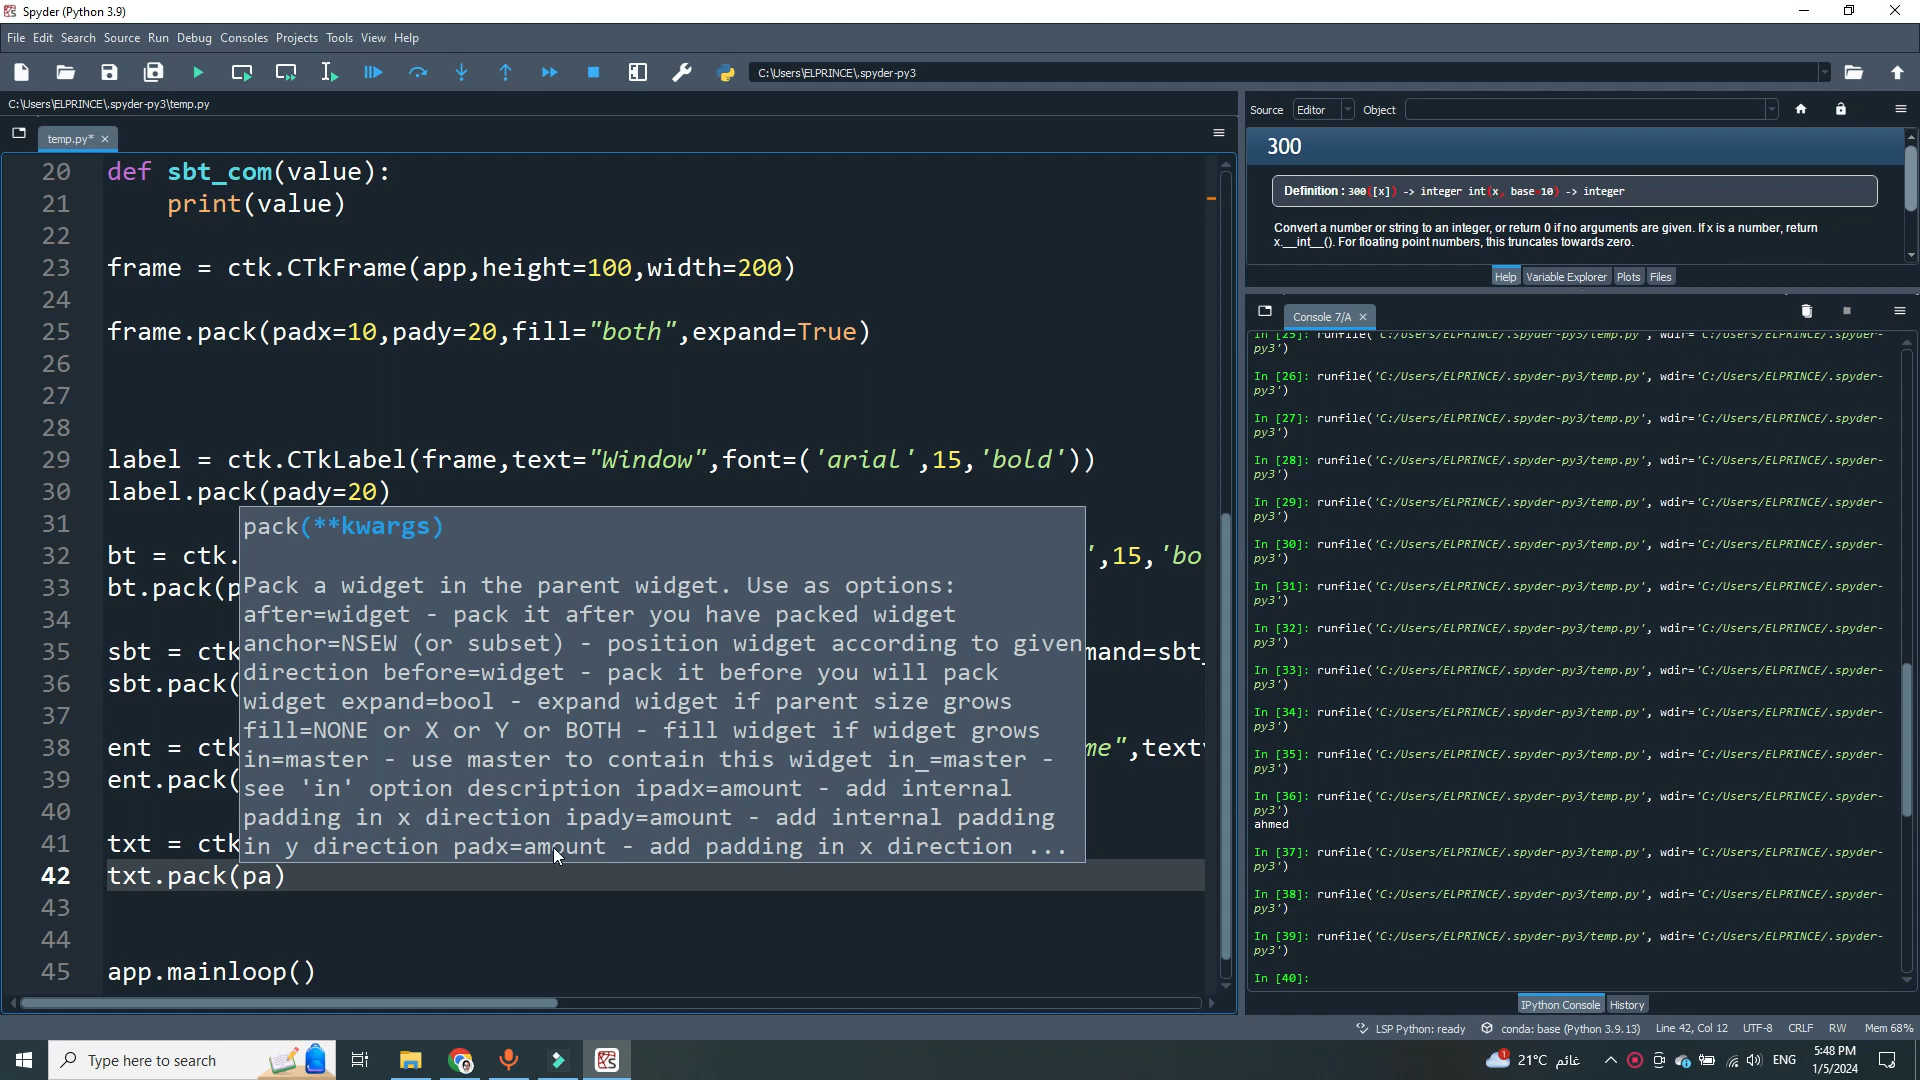 Spyder (Python 3.9)
File Edit Search Source Run Debug Consoles Projects Tools View Help
C:\Users\ELPRINCE\.spyder-py3
C:\Users\ELPRINCE\.spyder-py3\temp.py
temp.py*
20 def sbt_com(value):
21 print(value)
22
23 frame = ctk.CTkFrame(app,height=100,width=200)
24
25 frame.pack(padx=10,pady=20,fill="both",expand=True)
26
27
28
29 label = ctk.CTkLabel(frame,text="Window",font=('arial',15,'bold'))
30 label.pack(pady=20)
31
32 bt = ctk. ',15,'bo
33 bt.pack(p
34
35 sbt = ctk mand=sbt_
36 sbt.pack(
37
38 ent = ctk me",text
39 ent.pack(
40
41 txt = ctk
42 txt.pack(pa)
43
44
45 app.mainloop()
pack(**kwargs)
Pack a widget in the parent widget. Use as options:
after=widget - pack it after you have packed widget
anchor=NSEW (or subset) - position widget according to given
direction before=widget - pack it before you will pack
widget expand=bool - expand widget if parent size grows
fill=NONE or X or Y or BOTH - fill widget if widget grows
in=master - use master to contain this widget in_=master -
see 'in' option description ipadx=amount - add internal
padding in x direction ipady=amount - add internal padding
in y direction padx=amount - add padding in x direction ...
Source Editor Object
300
Definition : 300([x]) -> integer int(x, base=10) -> integer
Convert a number or string to an integer, or return 0 if no arguments are given. If x is a number, return
x.__int__(). For floating point numbers, this truncates towards zero.
Help Variable Explorer Plots Files
Console 7/A
In [25]: runfile('C:/Users/ELPRINCE/.spyder-py3/temp.py', wdir='C:/Users/ELPRINCE/.spyder-
py3')
In [26]: runfile('C:/Users/ELPRINCE/.spyder-py3/temp.py', wdir='C:/Users/ELPRINCE/.spyder-
py3')
In [27]: runfile('C:/Users/ELPRINCE/.spyder-py3/temp.py', wdir='C:/Users/ELPRINCE/.spyder-
py3')
In [28]: runfile('C:/Users/ELPRINCE/.spyder-py3/temp.py', wdir='C:/Users/ELPRINCE/.spyder-
py3')
In [29]: runfile('C:/Users/ELPRINCE/.spyder-py3/temp.py', wdir='C:/Users/ELPRINCE/.spyder-
py3')
In [30]: runfile('C:/Users/ELPRINCE/.spyder-py3/temp.py', wdir='C:/Users/ELPRINCE/.spyder-
py3')
In [31]: runfile('C:/Users/ELPRINCE/.spyder-py3/temp.py', wdir='C:/Users/ELPRINCE/.spyder-
py3')
In [32]: runfile('C:/Users/ELPRINCE/.spyder-py3/temp.py', wdir='C:/Users/ELPRINCE/.spyder-
py3')
In [33]: runfile('C:/Users/ELPRINCE/.spyder-py3/temp.py', wdir='C:/Users/ELPRINCE/.spyder-
py3')
In [34]: runfile('C:/Users/ELPRINCE/.spyder-py3/temp.py', wdir='C:/Users/ELPRINCE/.spyder-
py3')
In [35]: runfile('C:/Users/ELPRINCE/.spyder-py3/temp.py', wdir='C:/Users/ELPRINCE/.spyder-
py3')
In [36]: runfile('C:/Users/ELPRINCE/.spyder-py3/temp.py', wdir='C:/Users/ELPRINCE/.spyder-
py3')
ahmed
In [37]: runfile('C:/Users/ELPRINCE/.spyder-py3/temp.py', wdir='C:/Users/ELPRINCE/.spyder-
py3')
In [38]: runfile('C:/Users/ELPRINCE/.spyder-py3/temp.py', wdir='C:/Users/ELPRINCE/.spyder-
py3')
In [39]: runfile('C:/Users/ELPRINCE/.spyder-py3/temp.py', wdir='C:/Users/ELPRINCE/.spyder-
py3')
In [40]:
IPython Console History
LSP Python: ready conda: base (Python 3.9.13) Line 42, Col 12 UTF-8 CRLF RW Mem 68%
Type here to search
1 21°C غائم ENG 5:48 PM
1/5/2024